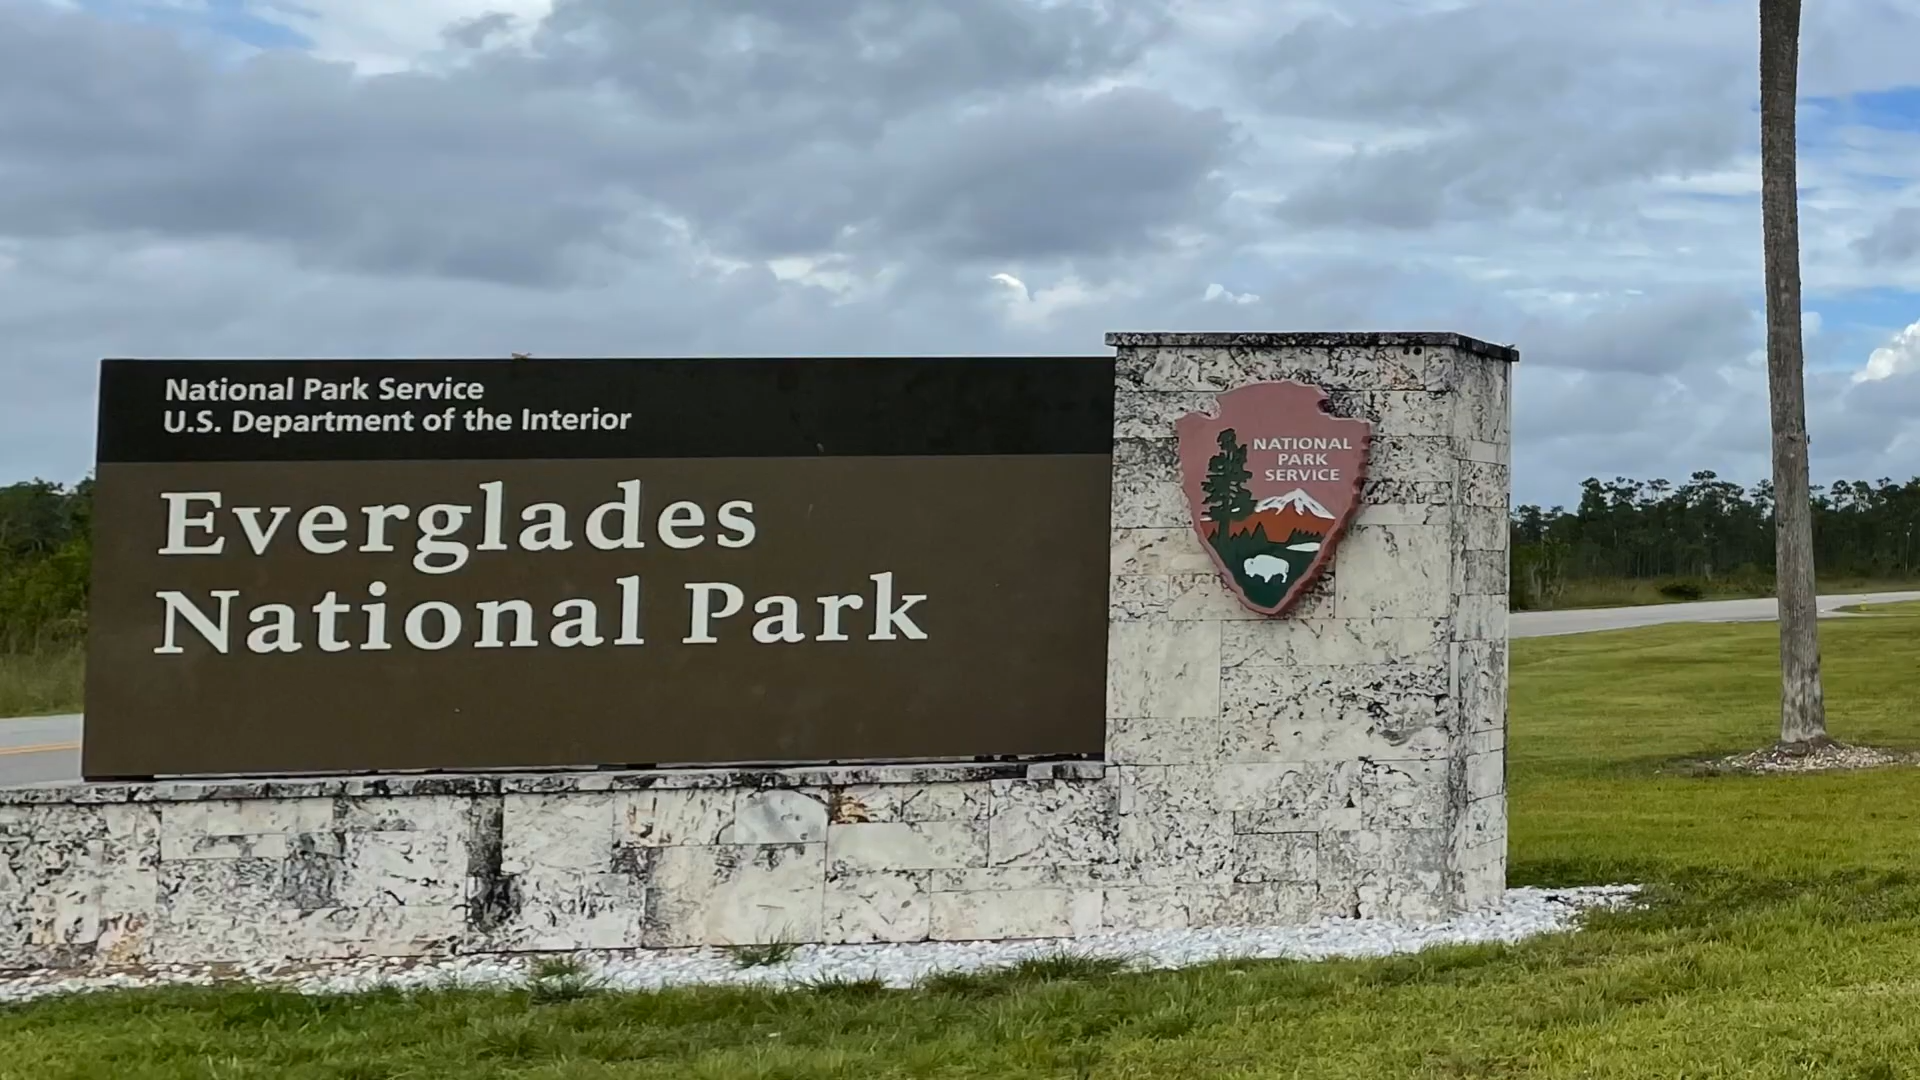 National Park Service
U.S. Department of the Interior
Everglades
National Park
NATIONAL
PARK
SERVICE